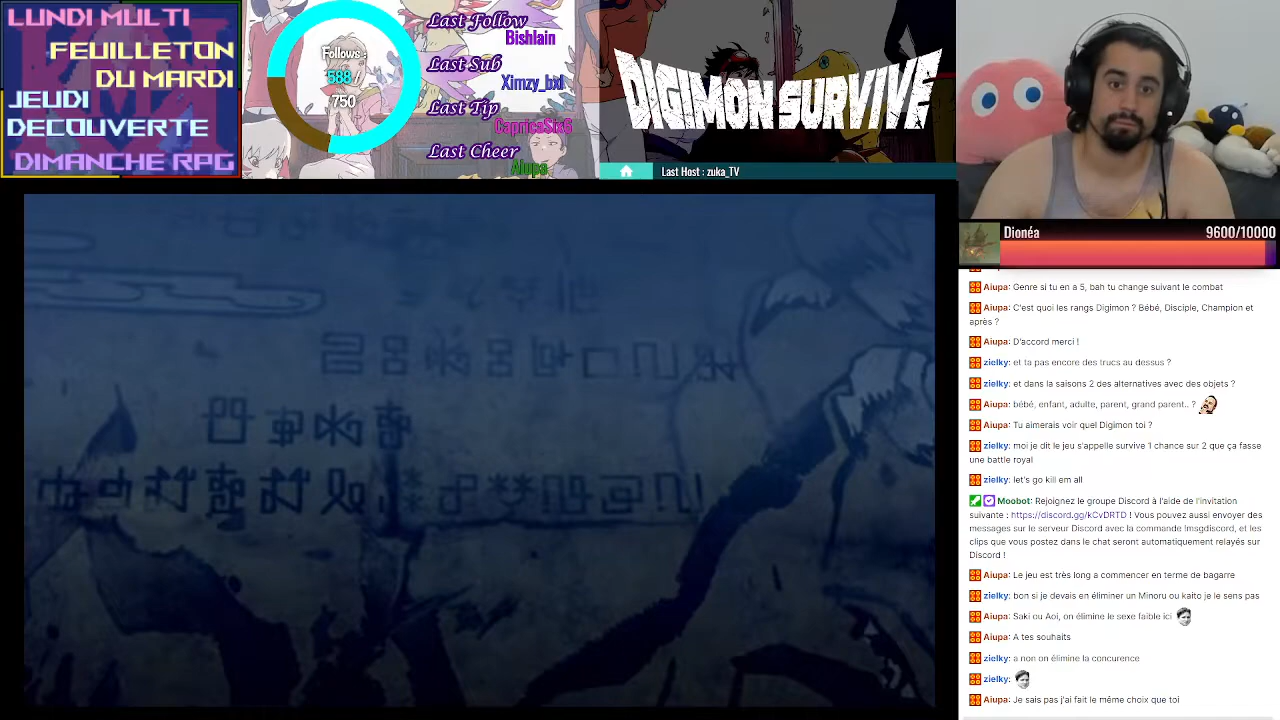 LUNDI MULTI
FEUILLETON
DU MARDI
JEUDI
DECOUVERTE
DIMANCHE RPG
Follows :
588 /
750
Last Follow
Bishlain
Last Sub
Ximzy_bxl
Last Tip
CapricaSix6
Last Cheer
Aiupa
DIGIMON SURVIVE
Last Host : zuka_TV
Dionéa 9600/10000
Aiupa: Genre si tu en a 5, bah tu change suivant le combat
Aiupa: C'est quoi les rangs Digimon ? Bébé, Disciple, Champion et
après ?
Aiupa: D'accord merci !
zielky: et ta pas encore des trucs au dessus ?
zielky: et dans la saisons 2 des alternatives avec des objets ?
Aiupa: bébé, enfant, adulte, parent, grand parent.. ?
Aiupa: Tu aimerais voir quel Digimon toi ?
zielky: moi je dit le jeu s'appelle survive 1 chance sur 2 que ça fasse
une battle royal
zielky: let's go kill em all
Moobot: Rejoignez le groupe Discord à l'aide de l'invitation
suivante : https://discord.gg/kCvDRTD ! Vous pouvez aussi envoyer des
messages sur le serveur Discord avec la commande !msgdiscord, et les
clips que vous postez dans le chat seront automatiquement relayés sur
Discord !
Aiupa: Le jeu est très long a commencer en terme de bagarre
zielky: bon si je devais en éliminer un Minoru ou kaito je le sens pas
Aiupa: Saki ou Aoi, on élimine le sexe faible ici
Aiupa: A tes souhaits
zielky: a non on élimine la concurence
zielky:
Aiupa: Je sais pas j'ai fait le même choix que toi